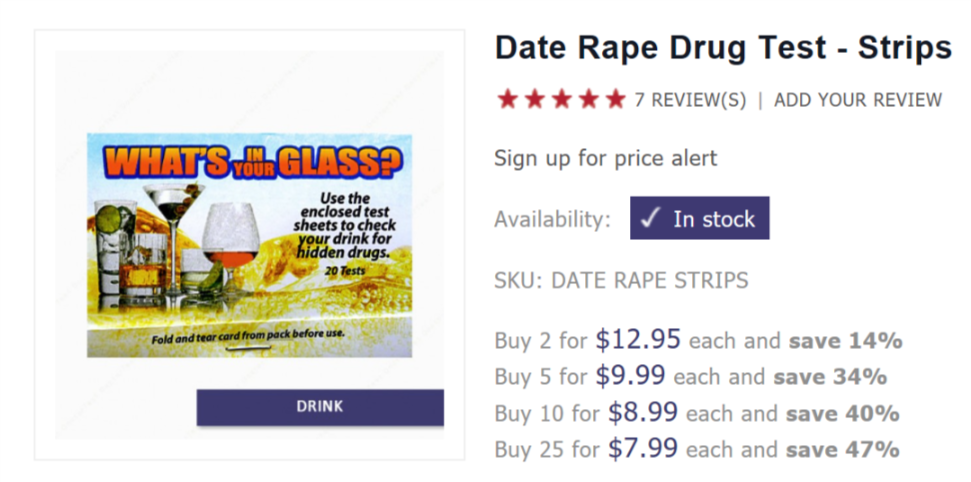 Date Rape Drug Test - Strips
7 REVIEW(S) | ADD YOUR REVIEW
Sign up for price alert
Availability: ✓ In stock
SKU: DATE RAPE STRIPS
Buy 2 for $12.95 each and save 14%
Buy 5 for $9.99 each and save 34%
Buy 10 for $8.99 each and save 40%
Buy 25 for $7.99 each and save 47%
WHAT'S IN YOUR GLASS?
Use the
enclosed test
sheets to check
your drink for
hidden drugs.
20 Tests
Fold and tear card from pack before use.
DRINK